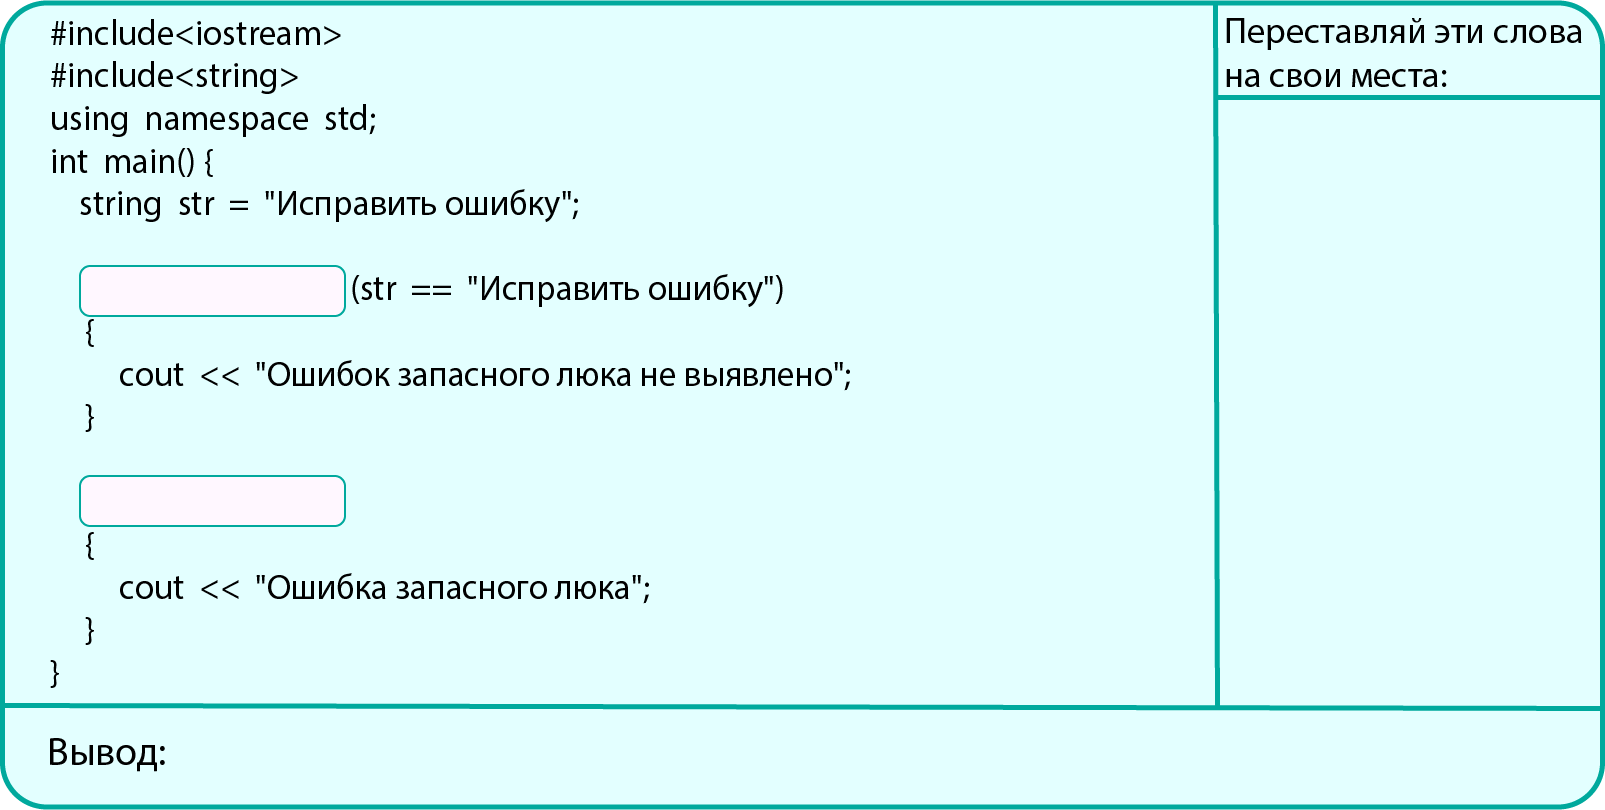 #include<iostream>
#include<string>
using namespace std;
int main() {
string str = "Исправить ошибку";
(str == "Исправить ошибку")
{
cout << "Ошибок запасного люка не выявлено";
}
{
cout << "Ошибка запасного люка";
}
}
Переставляй эти слова
на свои места:
Вывод: